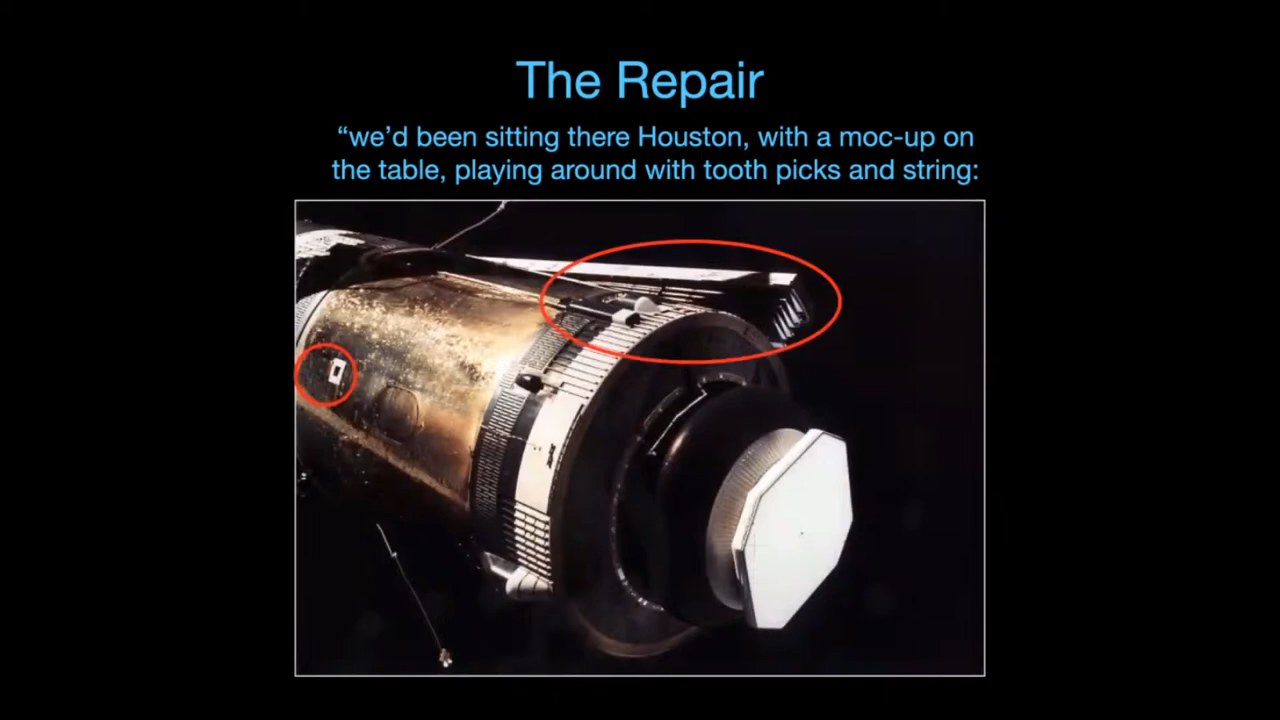 The Repair
“we’d been sitting there Houston, with a moc-up on
the table, playing around with tooth picks and string: